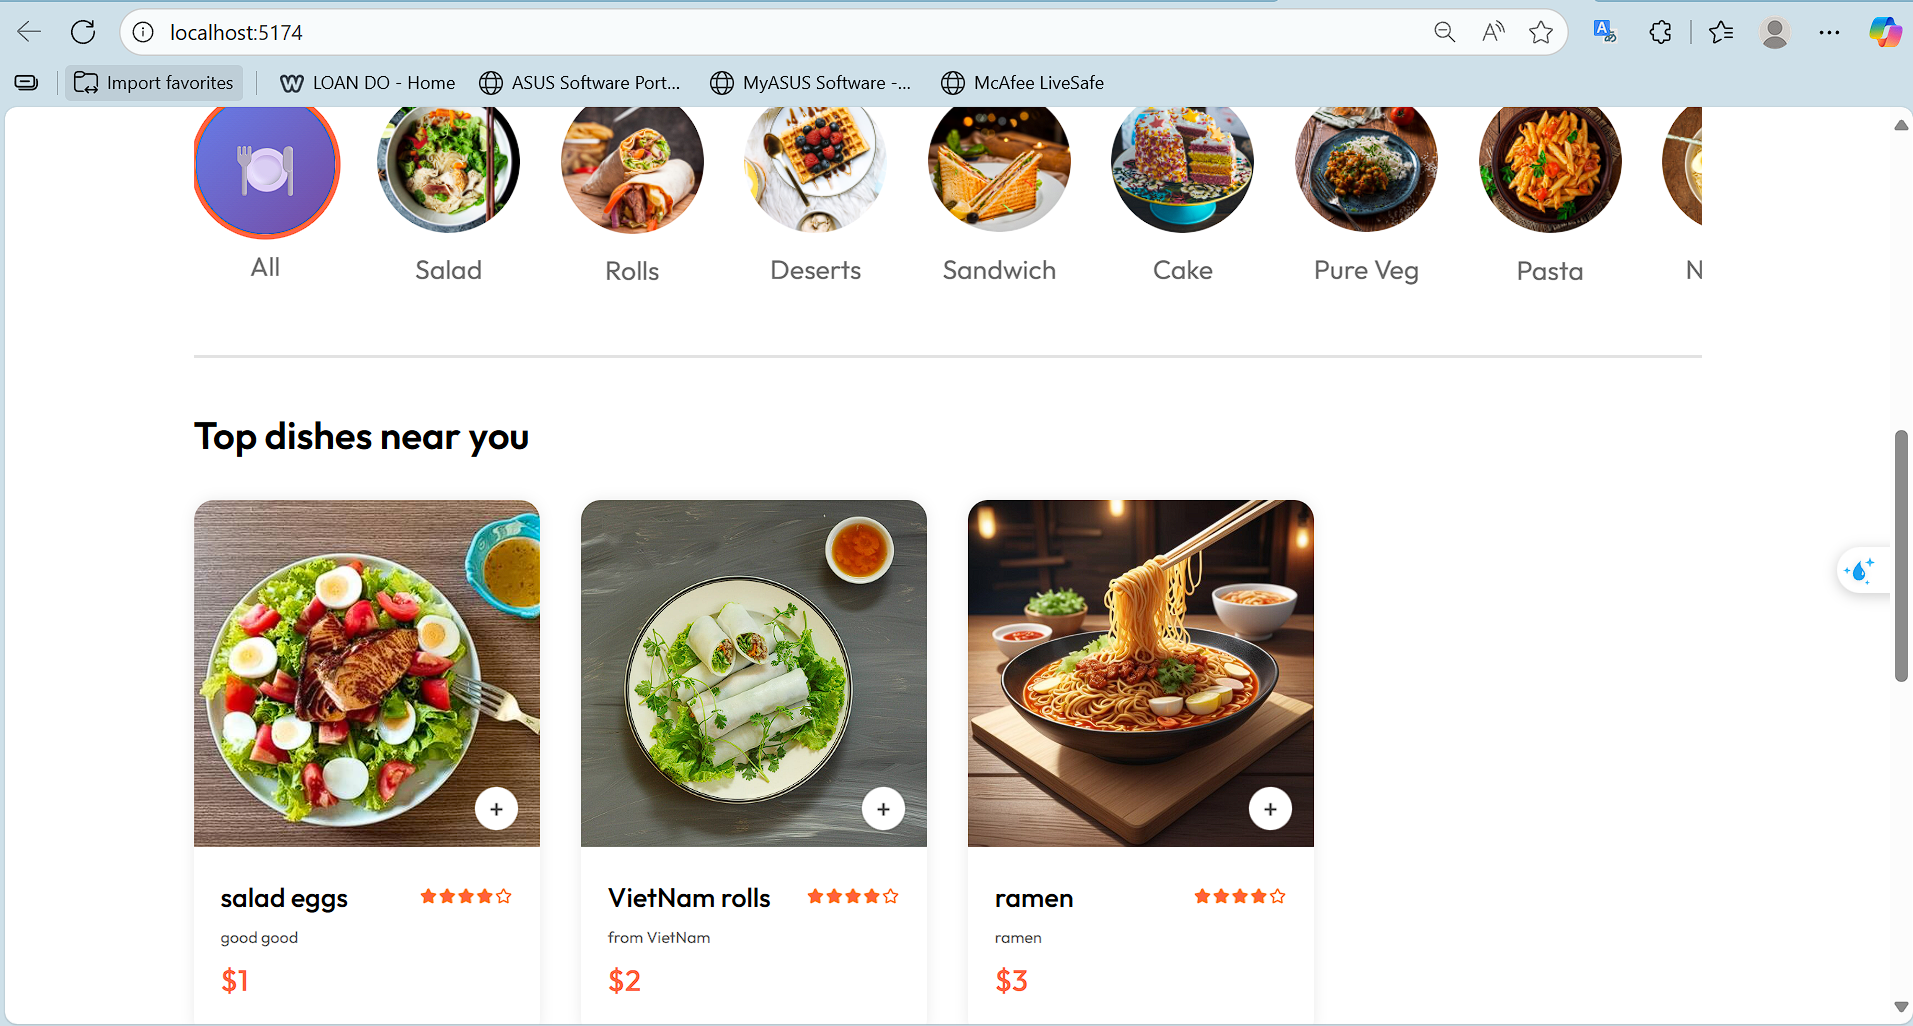 localhost:5174
Import favorites
LOAN DO - Home
ASUS Software Port...
MyASUS Software -...
McAfee LiveSafe
All
Salad
Rolls
Deserts
Sandwich
Cake
Pure Veg
Pasta
N
Top dishes near you
+
+
+
salad eggs
good good
$1
VietNam rolls
from VietNam
$2
ramen
ramen
$3